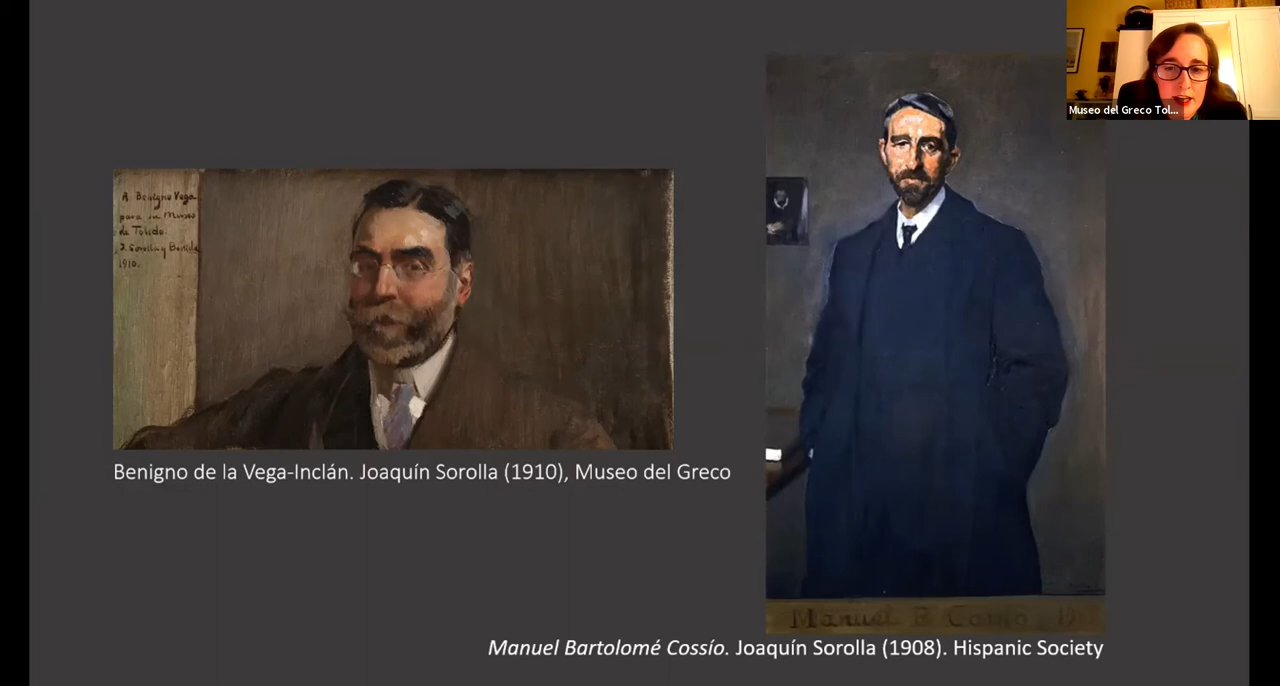 Museo del Greco Tol...
A Benigno Vega
para su Museo
de Toledo.
J. Sorolla y Bastida
1910.
Benigno de la Vega-Inclán. Joaquín Sorolla (1910), Museo del Greco
Manuel B Cossío 190
Manuel Bartolomé Cossío. Joaquín Sorolla (1908). Hispanic Society